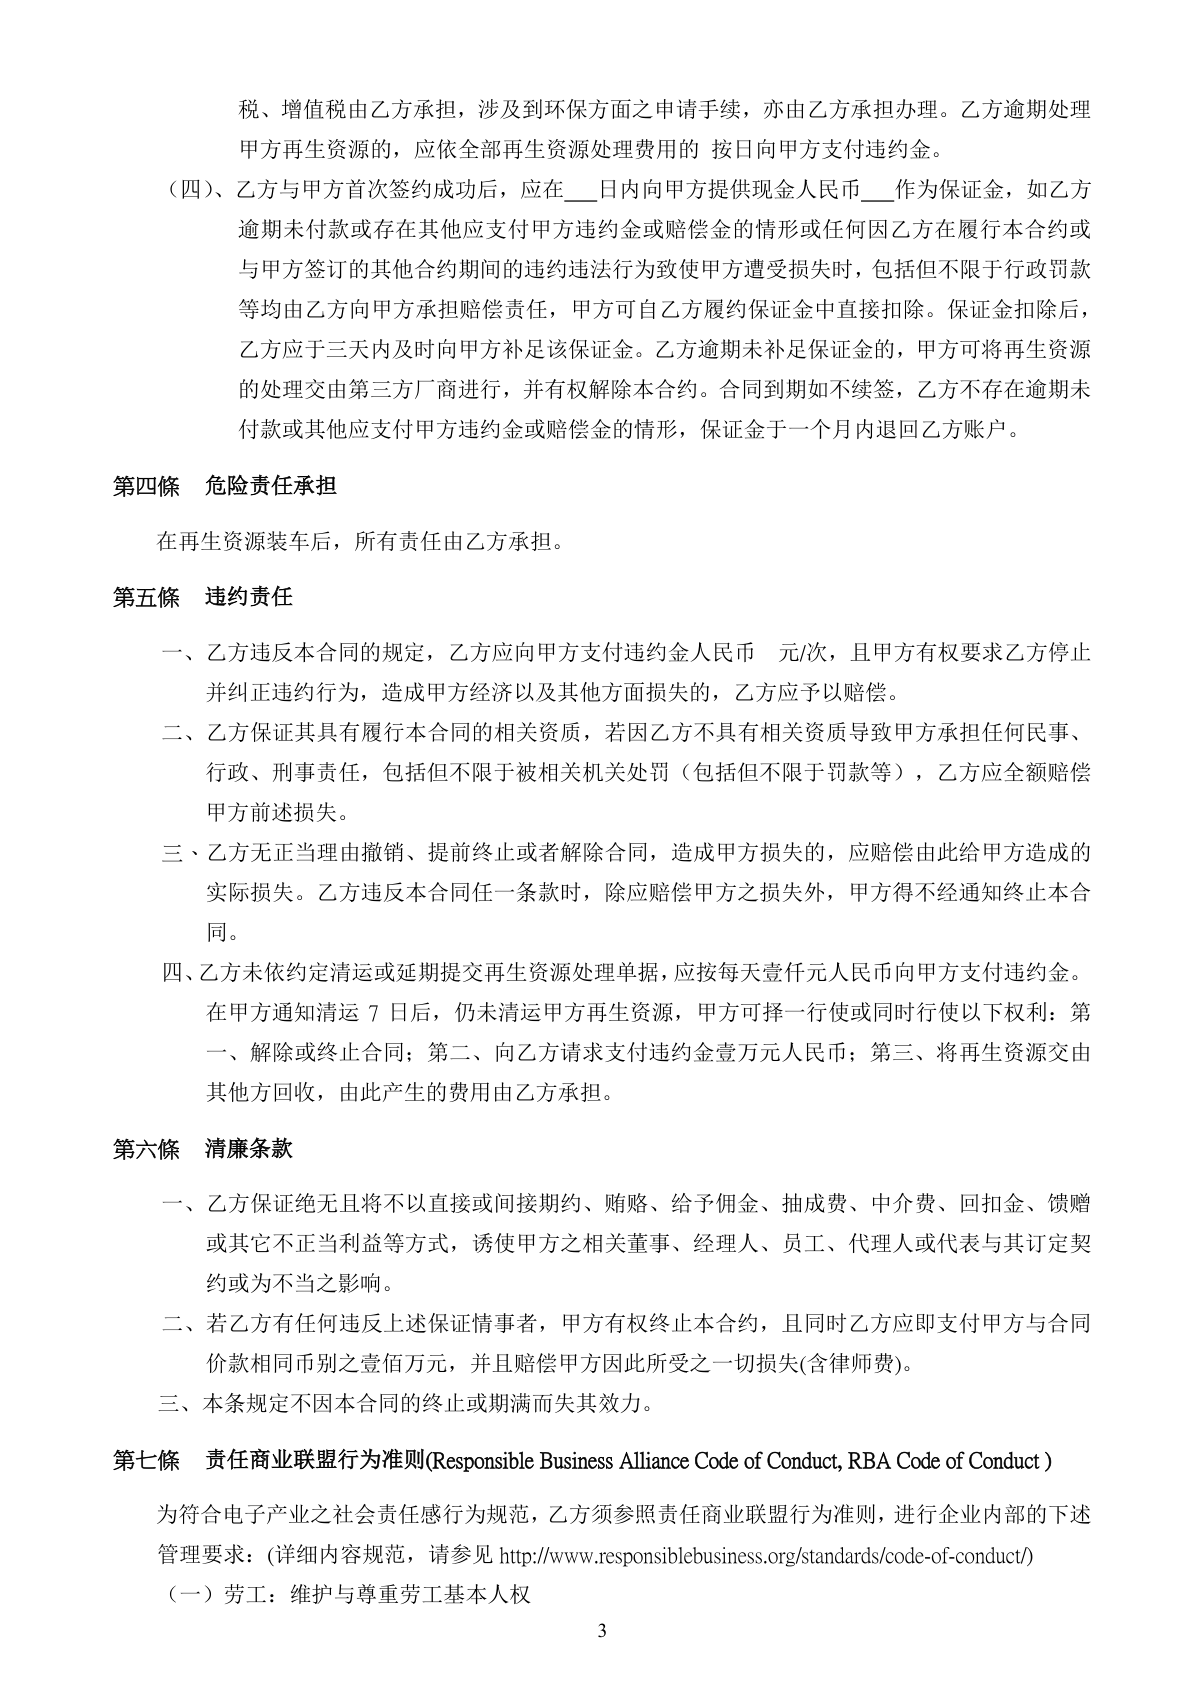 税、增值税由乙方承担，涉及到环保方面之申请手续，亦由乙方承担办理。乙方逾期处理
甲方再生资源的，应依全部再生资源处理费用的 按日向甲方支付违约金。
（四）、乙方与甲方首次签约成功后，应在___日内向甲方提供现金人民币___作为保证金，如乙方
逾期未付款或存在其他应支付甲方违约金或赔偿金的情形或任何因乙方在履行本合约或
与甲方签订的其他合约期间的违约违法行为致使甲方遭受损失时，包括但不限于行政罚款
等均由乙方向甲方承担赔偿责任，甲方可自乙方履约保证金中直接扣除。保证金扣除后，
乙方应于三天内及时向甲方补足该保证金。乙方逾期未补足保证金的，甲方可将再生资源
的处理交由第三方厂商进行，并有权解除本合约。合同到期如不续签，乙方不存在逾期未
付款或其他应支付甲方违约金或赔偿金的情形，保证金于一个月内退回乙方账户。
第四條 危险责任承担
在再生资源装车后，所有责任由乙方承担。
第五條 违约责任
一、乙方违反本合同的规定，乙方应向甲方支付违约金人民币 元/次，且甲方有权要求乙方停止
并纠正违约行为，造成甲方经济以及其他方面损失的，乙方应予以赔偿。
二、乙方保证其具有履行本合同的相关资质，若因乙方不具有相关资质导致甲方承担任何民事、
行政、刑事责任，包括但不限于被相关机关处罚（包括但不限于罚款等），乙方应全额赔偿
甲方前述损失。
三、乙方无正当理由撤销、提前终止或者解除合同，造成甲方损失的，应赔偿由此给甲方造成的
实际损失。乙方违反本合同任一条款时，除应赔偿甲方之损失外，甲方得不经通知终止本合
同。
四、乙方未依约定清运或延期提交再生资源处理单据，应按每天壹仟元人民币向甲方支付违约金。
在甲方通知清运 7 日后，仍未清运甲方再生资源，甲方可择一行使或同时行使以下权利：第
一、解除或终止合同；第二、向乙方请求支付违约金壹万元人民币；第三、将再生资源交由
其他方回收，由此产生的费用由乙方承担。
第六條 清廉条款
一、乙方保证绝无且将不以直接或间接期约、贿赂、给予佣金、抽成费、中介费、回扣金、馈赠
或其它不正当利益等方式，诱使甲方之相关董事、经理人、员工、代理人或代表与其订定契
约或为不当之影响。
二、若乙方有任何违反上述保证情事者，甲方有权终止本合约，且同时乙方应即支付甲方与合同
价款相同币别之壹佰万元，并且赔偿甲方因此所受之一切损失(含律师费)。
三、本条规定不因本合同的终止或期满而失其效力。
第七條 责任商业联盟行为准则(Responsible Business Alliance Code of Conduct, RBA Code of Conduct )
为符合电子产业之社会责任感行为规范，乙方须参照责任商业联盟行为准则，进行企业内部的下述
管理要求：(详细内容规范，请参见 http://www.responsiblebusiness.org/standards/code-of-conduct/)
（一）劳工：维护与尊重劳工基本人权
3